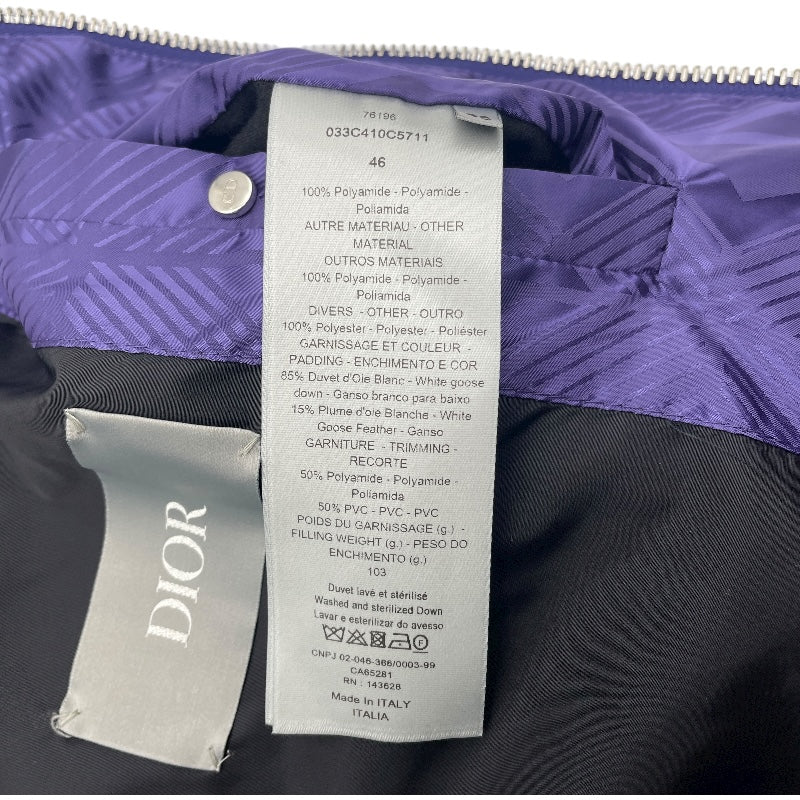 76196
033C410C5711
46
100% Polyamide - Polyamide -
Poliamida
AUTRE MATERIAU - OTHER
MATERIAL
OUTROS MATERIAIS
100% Polyamide - Polyamide -
Poliamida
DIVERS - OTHER - OUTRO
100% Polyester - Polyester - Poliéster
GARNISSAGE ET COULEUR -
PADDING - ENCHIMENTO E COR
85% Duvet d'Oie Blanc - White goose
down - Ganso branco para baixo
15% Plume d'oie Blanche - White
Goose Feather - Ganso
GARNITURE - TRIMMING -
RECORTE
50% Polyamide - Polyamide -
Poliamida
50% PVC - PVC - PVC
POIDS DU GARNISSAGE (g.) -
FILLING WEIGHT (g.) - PESO DO
ENCHIMENTO (g.)
103
Duvet lavé et stérilisé
Washed and sterilized Down
Lavar e esterilizar do avesso
CNPJ 02-046-366/0003-99
CA65281
RN : 143626
Made In ITALY
ITALIA
DIOR